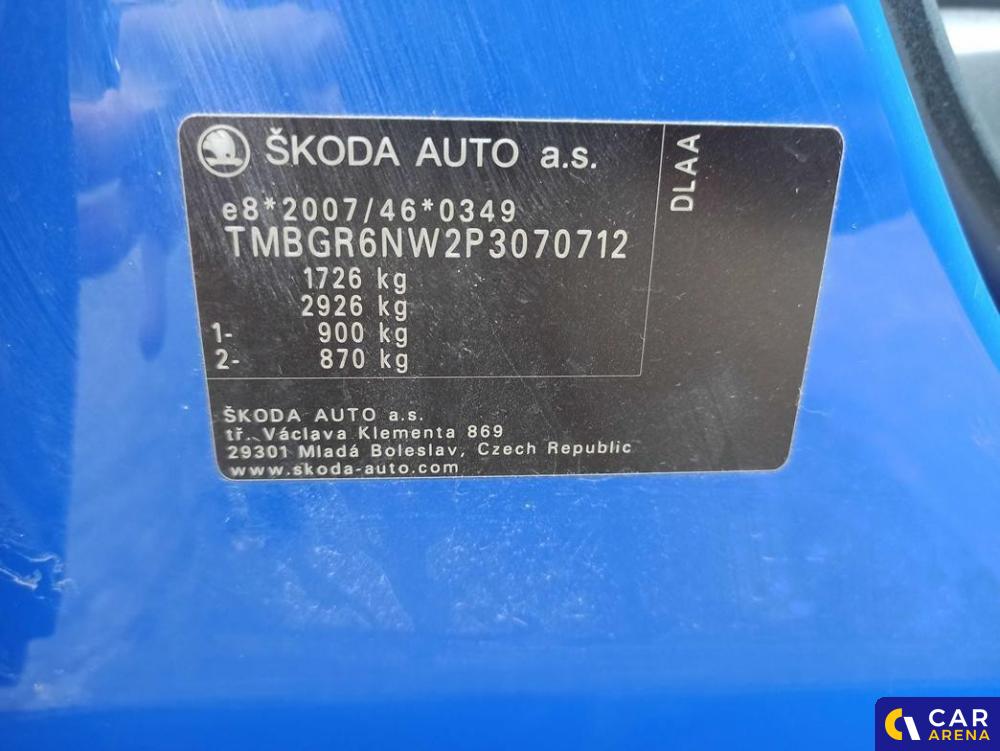 ŠKODA AUTO a.s.
DLAA
e8*2007/46*0349
TMBGR6NW2P3070712
1726 kg
2926 kg
1- 900 kg
2- 870 kg
ŠKODA AUTO a.s.
tř. Václava Klementa 869
29301 Mladá Boleslav, Czech Republic
www.skoda-auto.com
CAR
ARENA